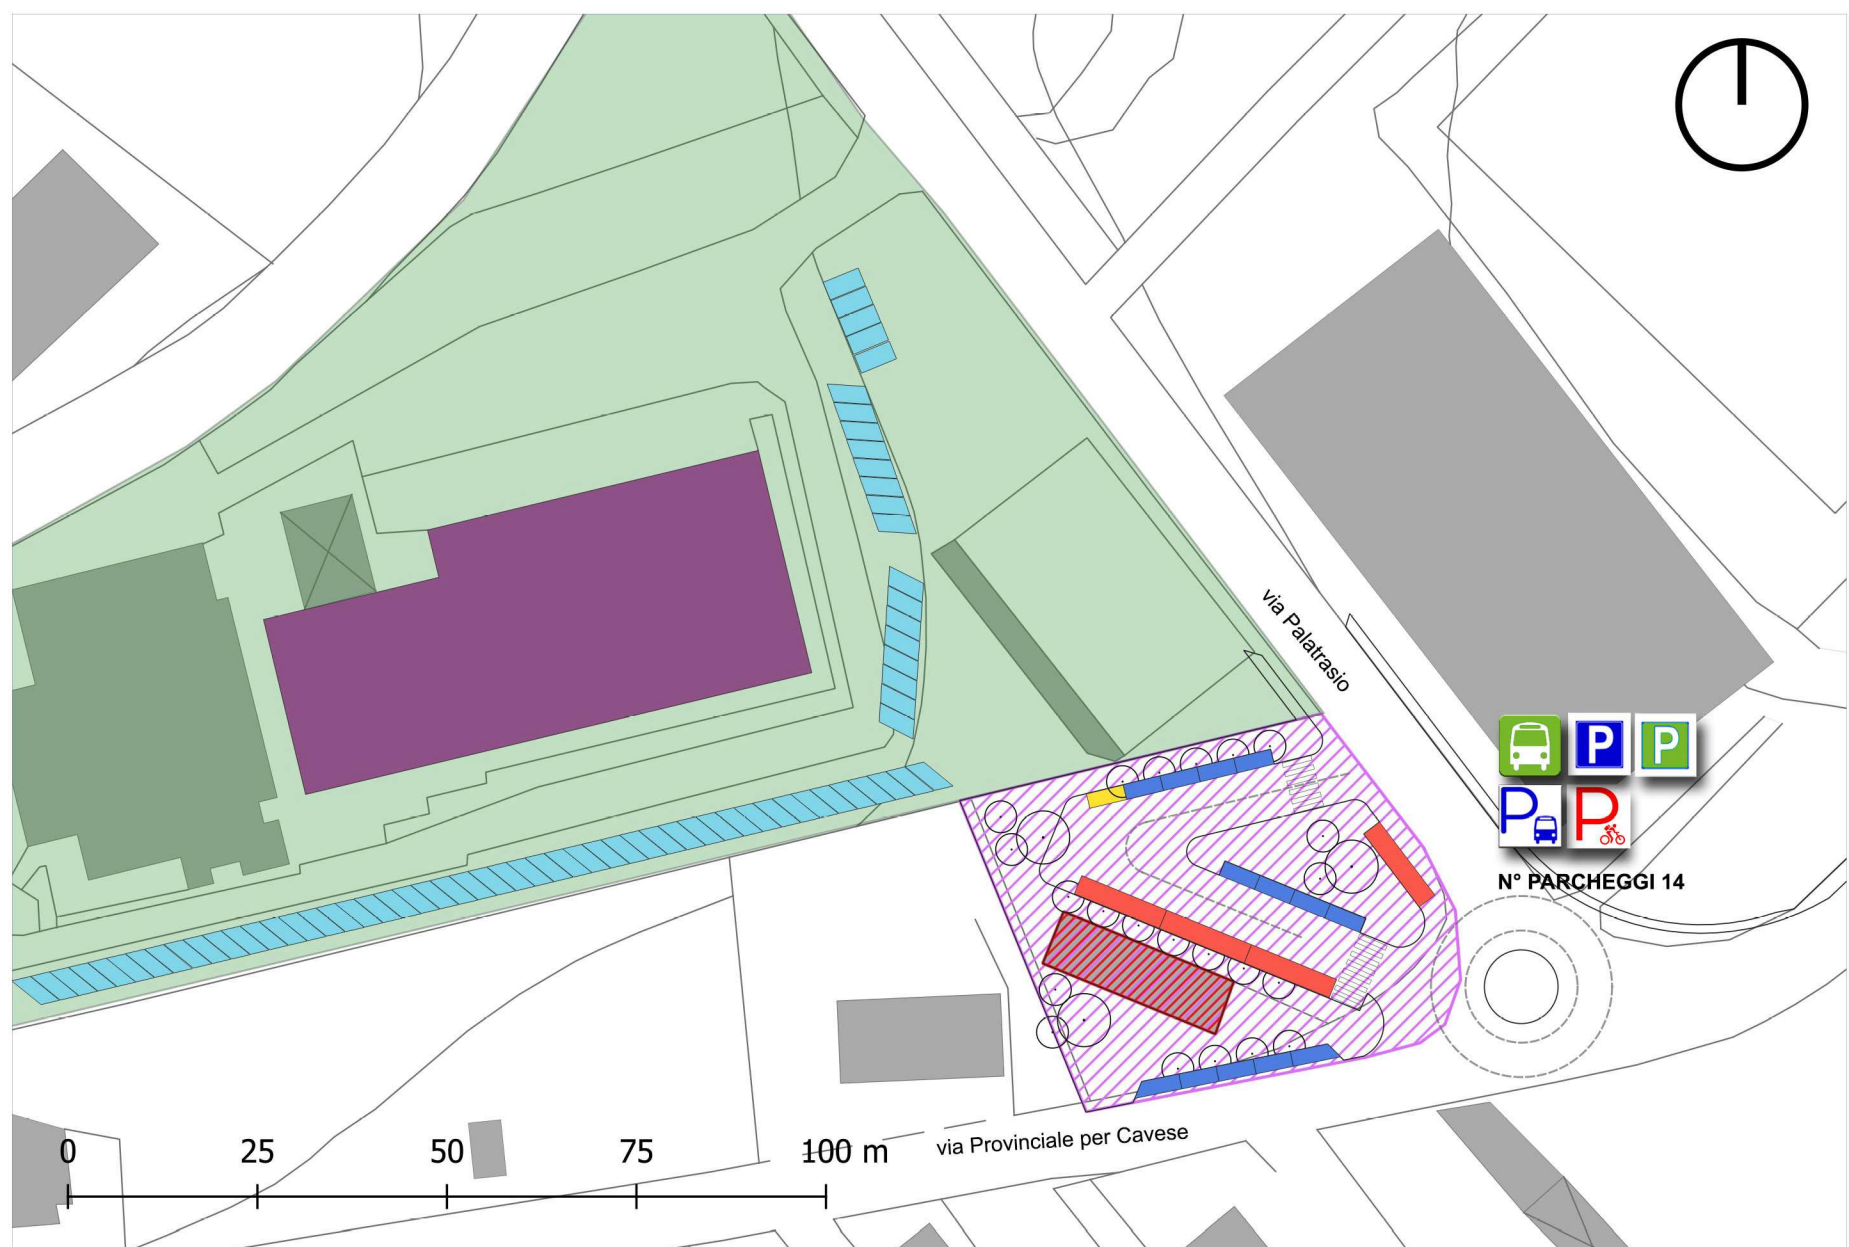 via Palatrasio
P P
P P
N° PARCHEGGI 14
via Provinciale per Cavese
0 25 50 75 100 m